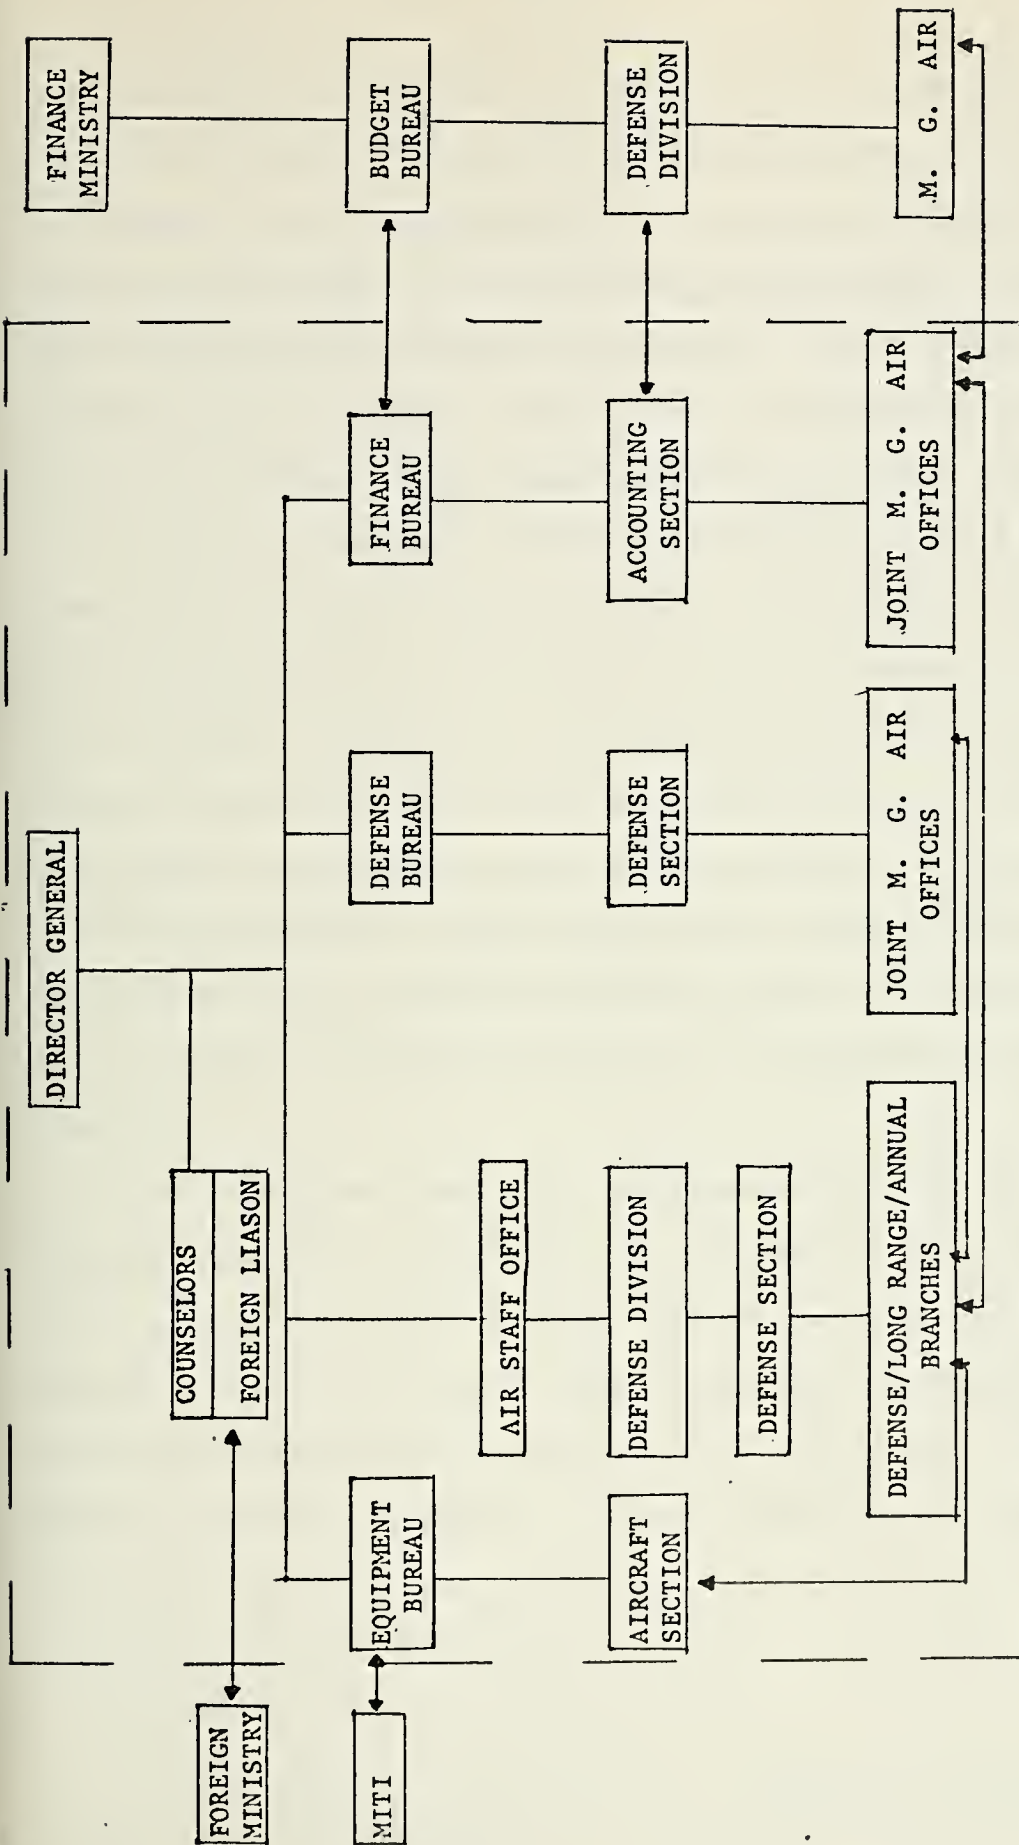 DIRECTOR GENERAL
FINANCE
MINISTRY
COUNSELORS
FOREIGN LIASON
FOREIGN
MINISTRY
MITI
EQUIPMENT
BUREAU
DEFENSE
BUREAU
FINANCE
BUREAU
BUDGET
BUREAU
AIR STAFF OFFICE
AIRCRAFT
SECTION
DEFENSE DIVISION
DEFENSE
SECTION
ACCOUNTING
SECTION
DEFENSE
DIVISION
DEFENSE SECTION
DEFENSE/LONG RANGE/ANNUAL
BRANCHES
JOINT M. G. AIR
OFFICES
JOINT M. G. AIR
OFFICES
M. G. AIR